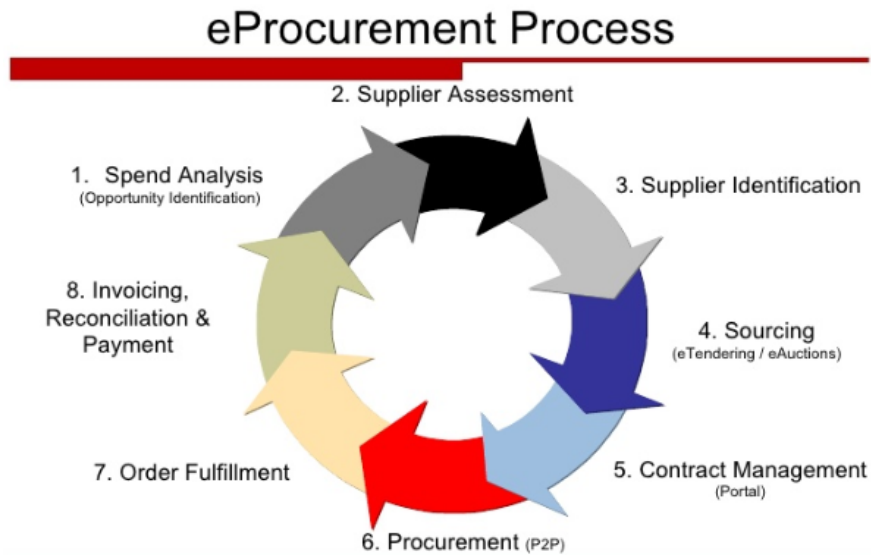 eProcurement Process
2. Supplier Assessment
1. Spend Analysis
(Opportunity Identification)
3. Supplier Identification
8. Invoicing,
Reconciliation &
Payment
4. Sourcing
(eTendering / eAuctions)
7. Order Fulfillment
5. Contract Management
(Portal)
6. Procurement (P2P)